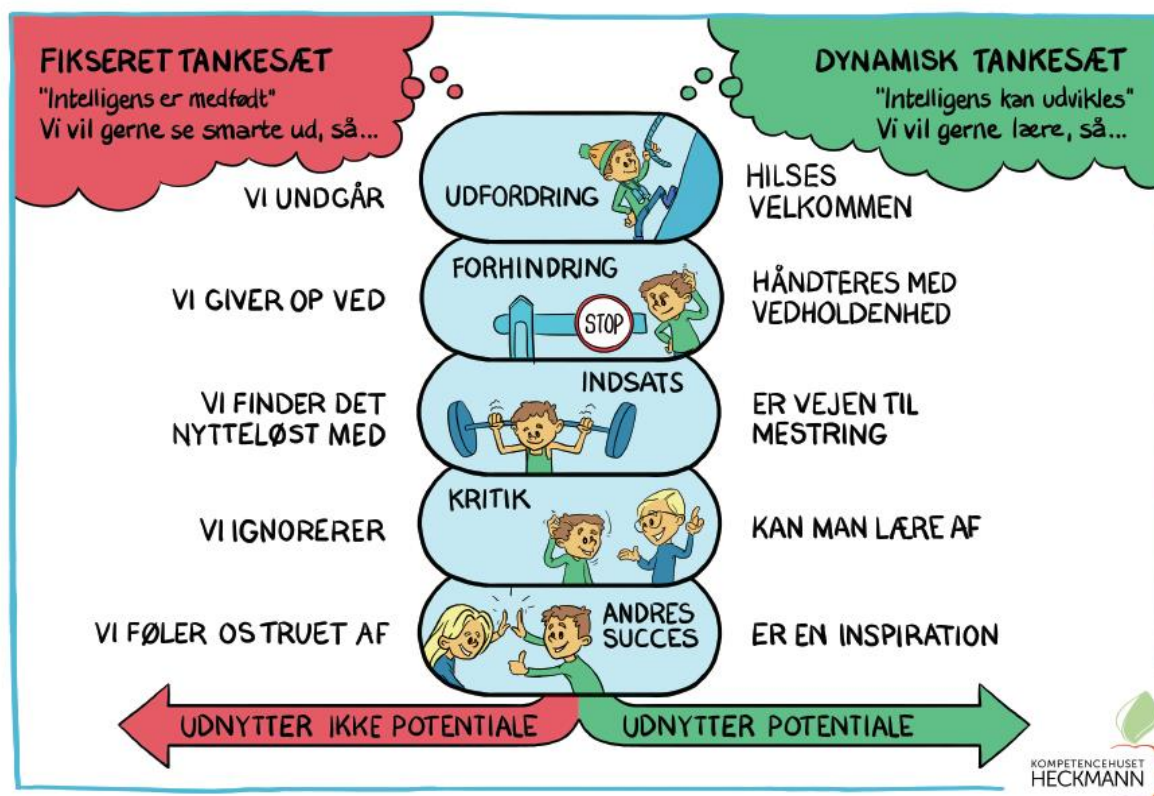 FIKSERET TANKESÆT
"Intelligens er medfødt"
Vi vil gerne se smarte ud, så...
DYNAMISK TANKESÆT
"Intelligens kan udvikles"
Vi vil gerne lære, så...
VI UNDGÅR
UDFORDRING
HILSES
VELKOMMEN
VI GIVER OP VED
FORHINDRING
STOP
HÅNDTERES MED
VEDHOLDENHED
VI FINDER DET
NYTTELØST MED
INDSATS
ER VEJEN TIL
MESTRING
VI IGNORERER
KRITIK
KAN MAN LÆRE AF
VI FØLER OS TRUET AF
ANDRES
SUCCES
ER EN INSPIRATION
UDNYTTER IKKE POTENTIALE
UDNYTTER POTENTIALE
KOMPETENCEHUSET
HECKMANN